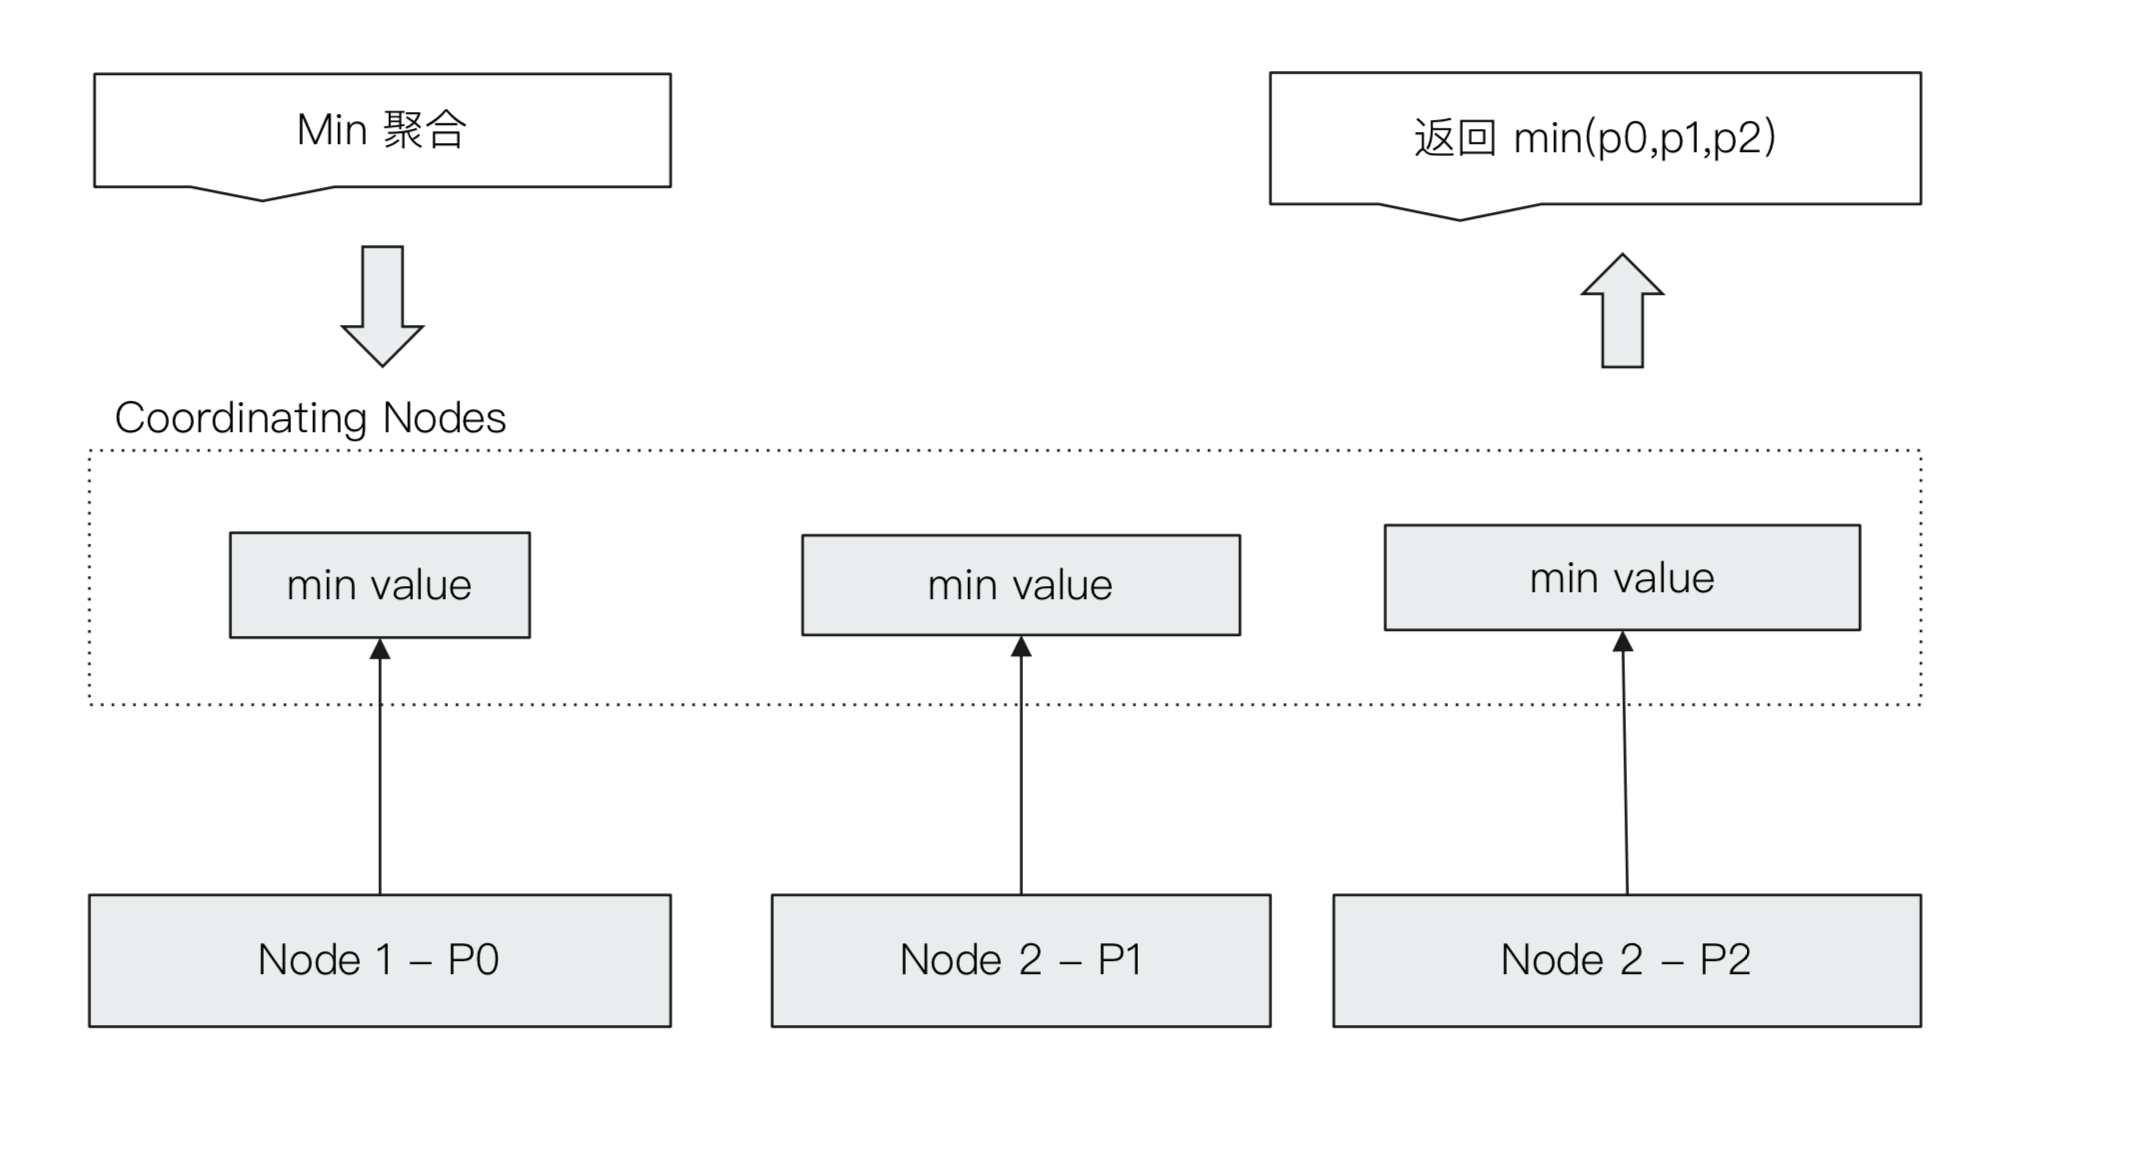 Min 聚合
返回 min(p0,p1,p2)
Coordinating Nodes
min value
min value
min value
Node 1 – P0
Node 2 – P1
Node 2 – P2